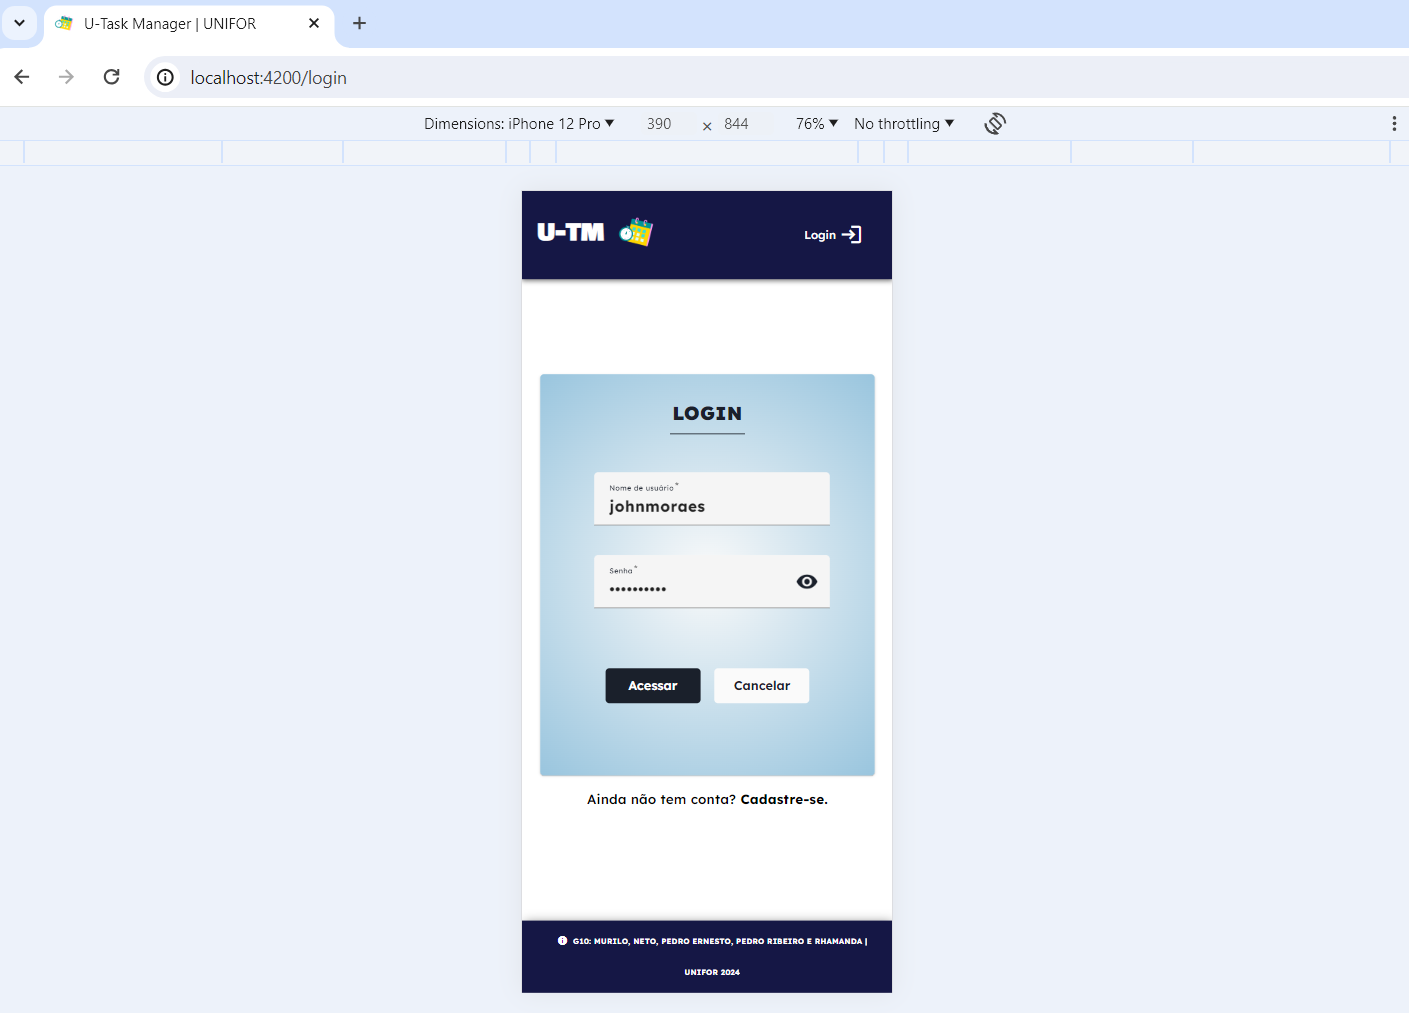 U-Task Manager | UNIFOR
localhost:4200/login
Dimensions: iPhone 12 Pro 390 × 844 76% No throttling
U-TM Login
LOGIN
Nome de usuário*
johnmoraes
Senha*
••••••••••
Acessar Cancelar
Ainda não tem conta? Cadastre-se.
G10: MURILO, NETO, PEDRO ERNESTO, PEDRO RIBEIRO E RHAMANDA |
UNIFOR 2024